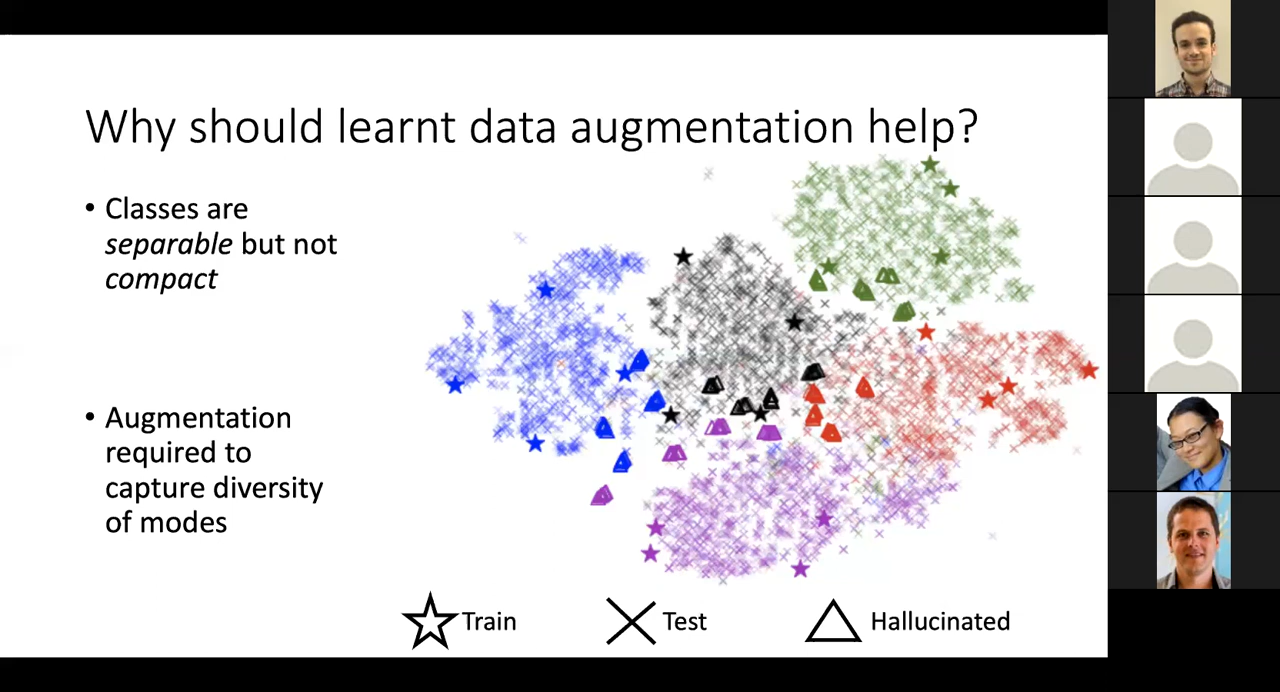 Why should learnt data augmentation help?
• Classes are
separable but not
compact
• Augmentation
required to
capture diversity
of modes
Train
Test
Hallucinated